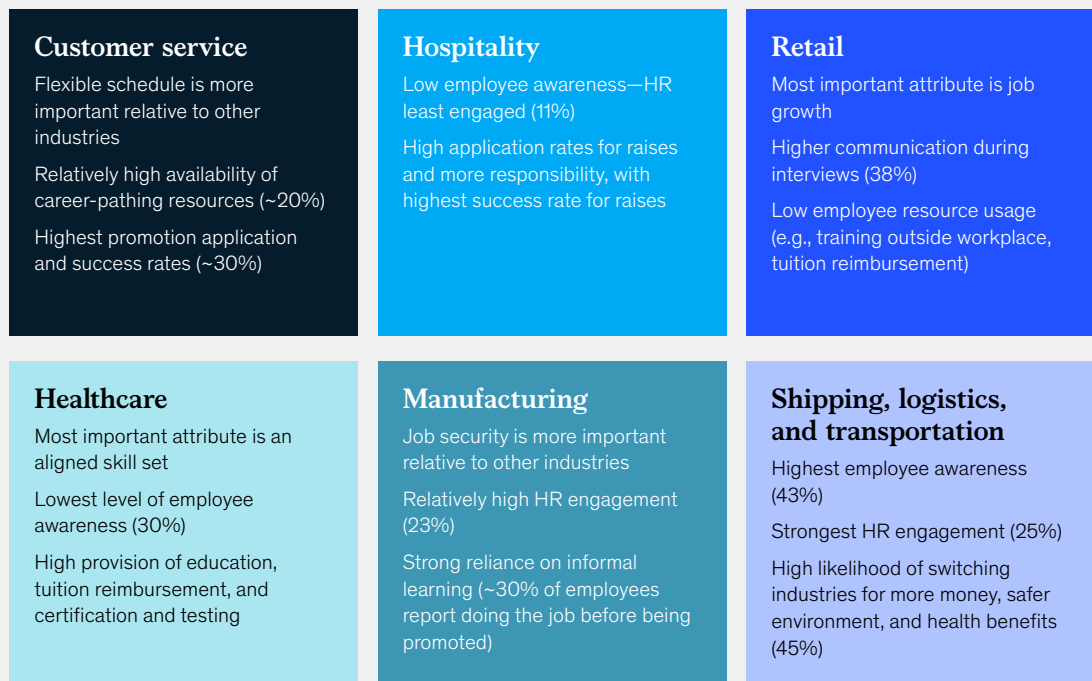 Customer service
Flexible schedule is more
important relative to other
industries
Relatively high availability of
career-pathing resources (~20%)
Highest promotion application
and success rates (~30%)
Hospitality
Low employee awareness—HR
least engaged (11%)
High application rates for raises
and more responsibility, with
highest success rate for raises
Retail
Most important attribute is job
growth
Higher communication during
interviews (38%)
Low employee resource usage
(e.g., training outside workplace,
tuition reimbursement)
Healthcare
Most important attribute is an
aligned skill set
Lowest level of employee
awareness (30%)
High provision of education,
tuition reimbursement, and
certification and testing
Manufacturing
Job security is more important
relative to other industries
Relatively high HR engagement
(23%)
Strong reliance on informal
learning (~30% of employees
report doing the job before being
promoted)
Shipping, logistics,
and transportation
Highest employee awareness
(43%)
Strongest HR engagement (25%)
High likelihood of switching
industries for more money, safer
environment, and health benefits
(45%)